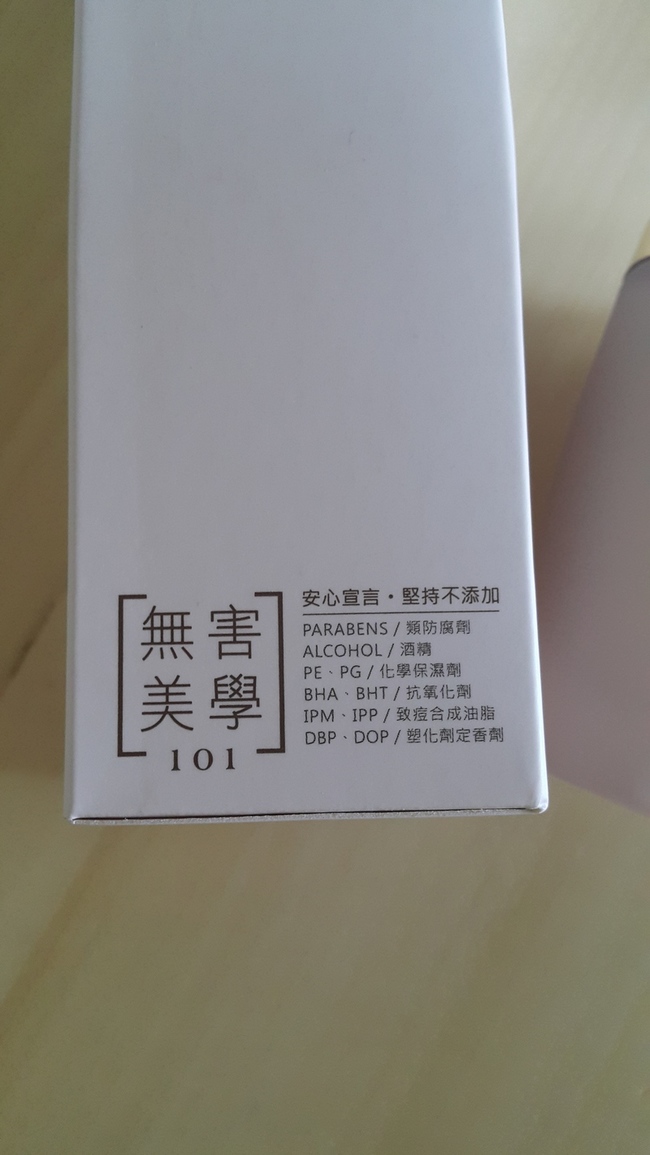 無害
美學
101
安心宣言・堅持不添加
PARABENS / 類防腐劑
ALCOHOL / 酒精
PE、PG / 化學保濕劑
BHA、BHT / 抗氧化劑
IPM、IPP / 致痘合成油脂
DBP、DOP / 塑化劑定香劑